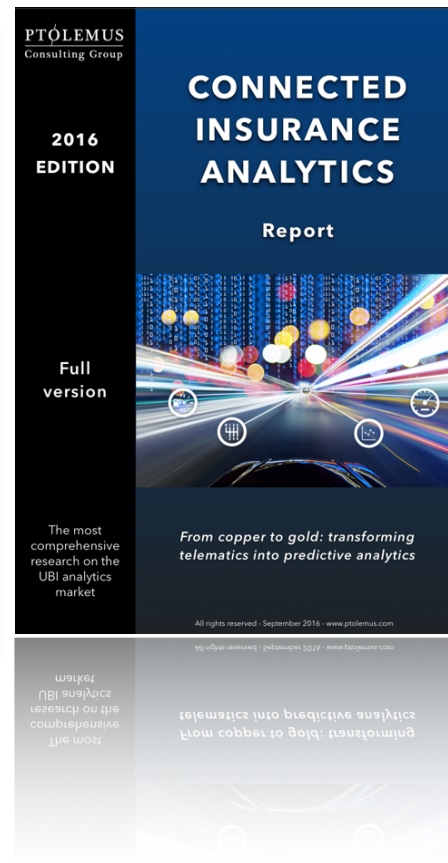 PTOLEMUS
Consulting Group
2016
EDITION
Full
version
The most
comprehensive
research on the
UBI analytics
market
CONNECTED
INSURANCE
ANALYTICS
Report
From copper to gold: transforming
telematics into predictive analytics
All rights reserved - September 2016 - www.ptolemus.com